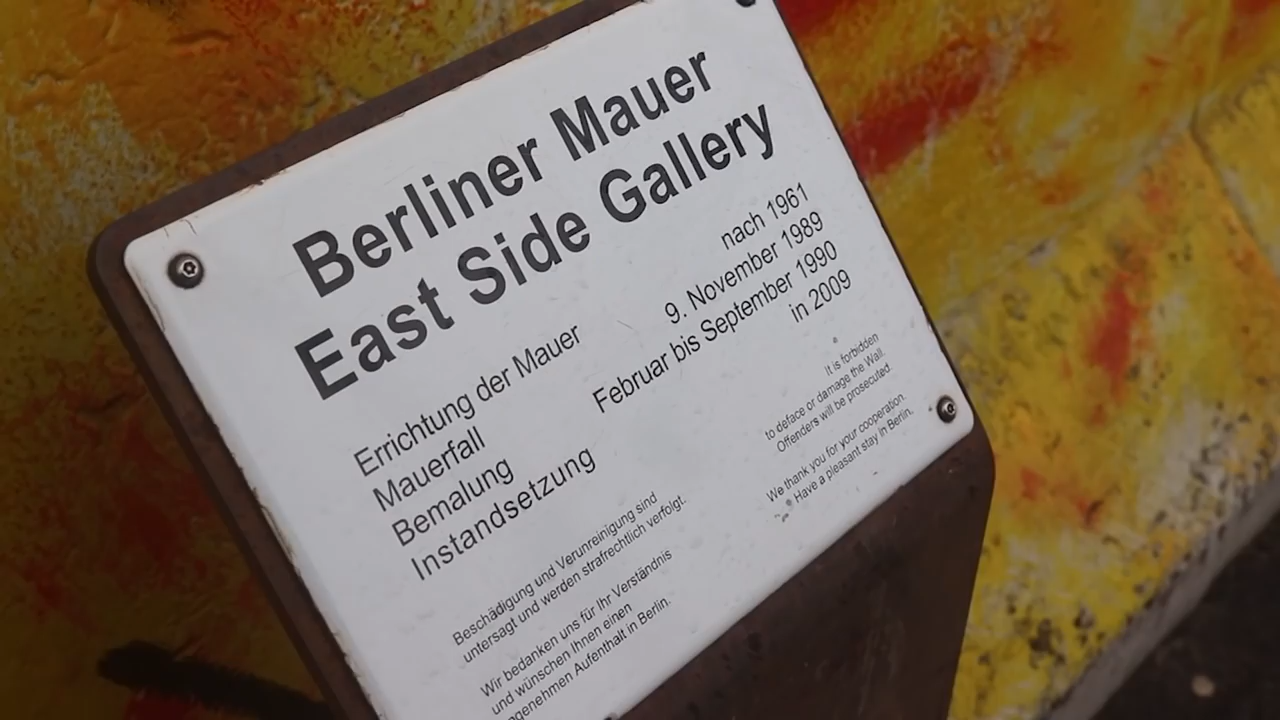 Berliner Mauer
East Side Gallery
Errichtung der Mauer nach 1961
Mauerfall 9. November 1989
Bemalung Februar bis September 1990
Instandsetzung in 2009
Beschädigung und Verunreinigung sind
untersagt und werden strafrechtlich verfolgt.
Wir bedanken uns für Ihr Verständnis
und wünschen Ihnen einen
angenehmen Aufenthalt in Berlin.
It is forbidden
to deface or damage the Wall.
Offenders will be prosecuted.
We thank you for your cooperation.
Have a pleasant stay in Berlin.